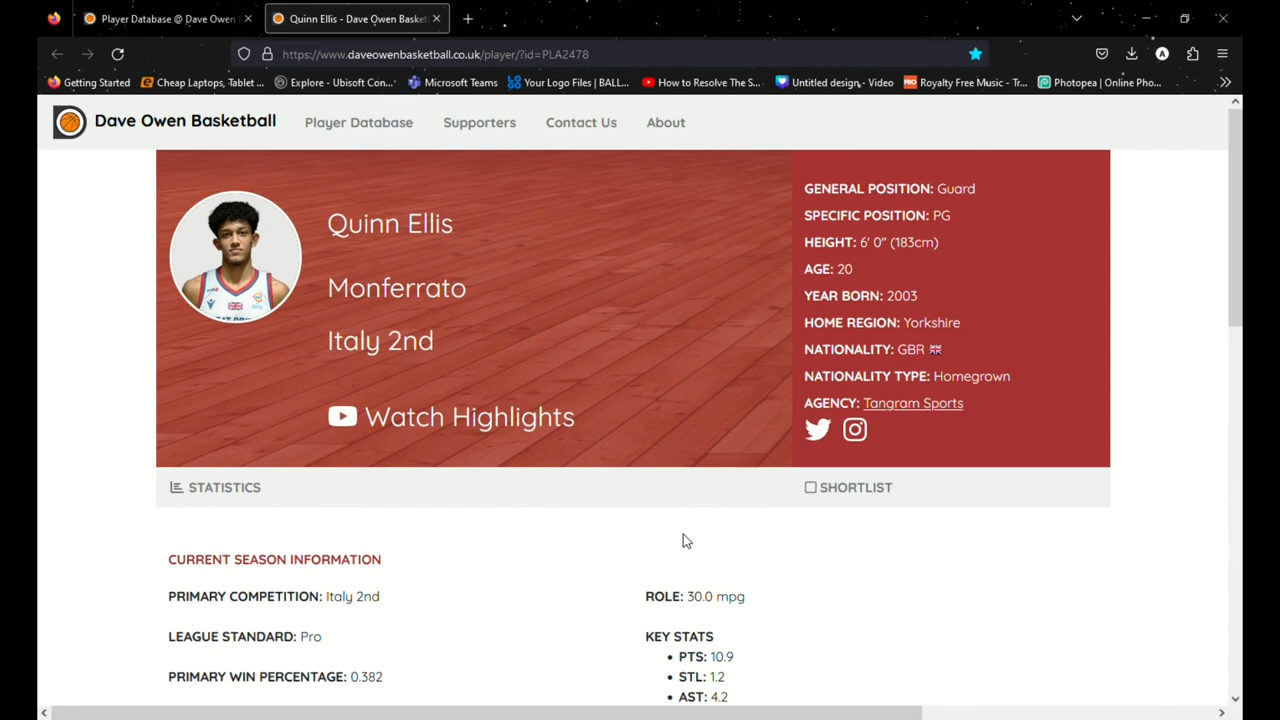 Player Database @ Dave Owen
Quinn Ellis - Dave Owen Basket
https://www.daveowenbasketball.co.uk/player/?id=PLA2478
A
Getting Started
Cheap Laptops, Tablet ...
Explore - Ubisoft Con...
Microsoft Teams
Your Logo Files | BALL...
How to Resolve The S...
Untitled design - Video
PRO
Royalty Free Music - Tr...
Photopea | Online Pho...
Dave Owen Basketball
Player Database
Supporters
Contact Us
About
Quinn Ellis
Monferrato
Italy 2nd
Watch Highlights
GENERAL POSITION: Guard
SPECIFIC POSITION: PG
HEIGHT: 6' 0" (183cm)
AGE: 20
YEAR BORN: 2003
HOME REGION: Yorkshire
NATIONALITY: GBR
NATIONALITY TYPE: Homegrown
AGENCY: Tangram Sports
STATISTICS
SHORTLIST
CURRENT SEASON INFORMATION
PRIMARY COMPETITION: Italy 2nd
LEAGUE STANDARD: Pro
PRIMARY WIN PERCENTAGE: 0.382
ROLE: 30.0 mpg
KEY STATS
• PTS: 10.9
• STL: 1.2
• AST: 4.2